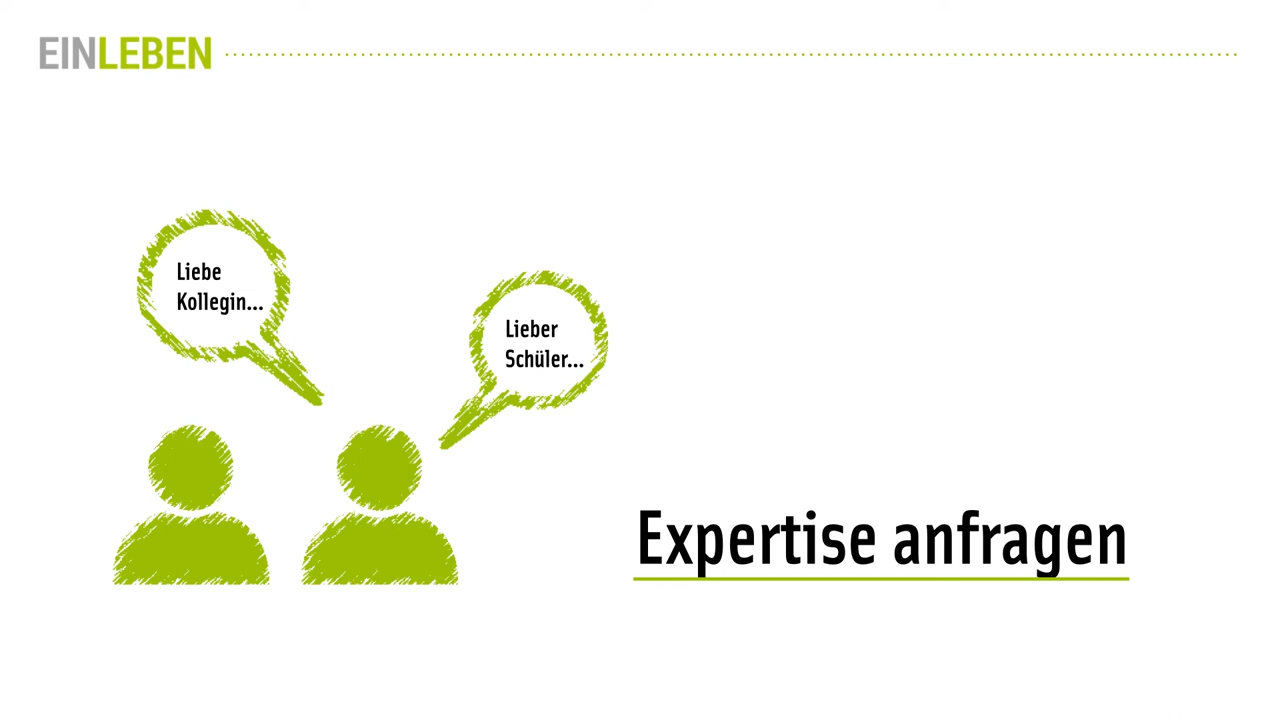 EINLEBEN
Liebe
Kollegin...
Lieber
Schüler...
Expertise anfragen